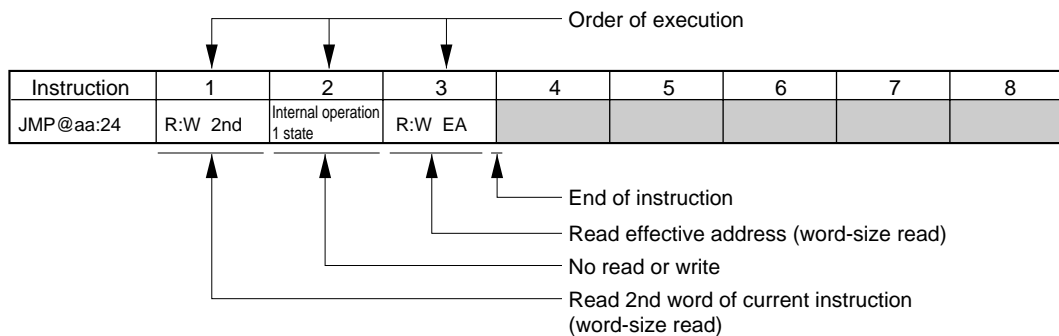 Order of execution
Instruction 1 2 3 4 5 6 7 8
JMP@aa:24 R:W 2nd Internal operation 1 state R:W EA
End of instruction
Read effective address (word-size read)
No read or write
Read 2nd word of current instruction
(word-size read)